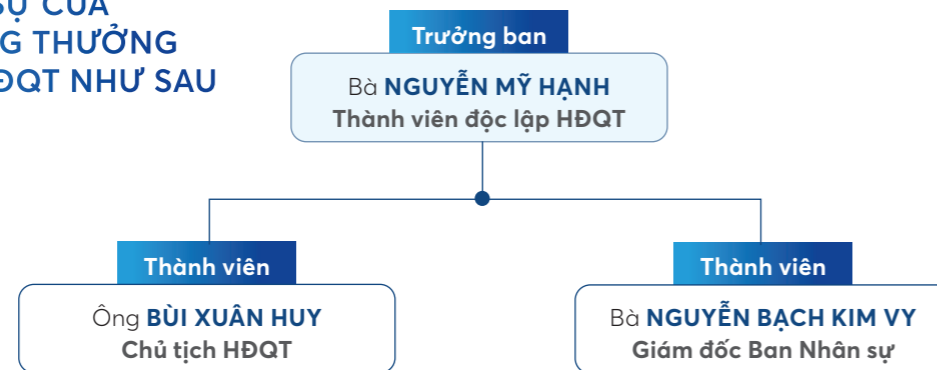 SỰ CỦA
G THƯỞNG
ĐQT NHƯ SAU
Trưởng ban
Bà NGUYỄN MỸ HẠNH
Thành viên độc lập HĐQT
Thành viên
Ông BÙI XUÂN HUY
Chủ tịch HĐQT
Thành viên
Bà NGUYỄN BẠCH KIM VY
Giám đốc Ban Nhân sự